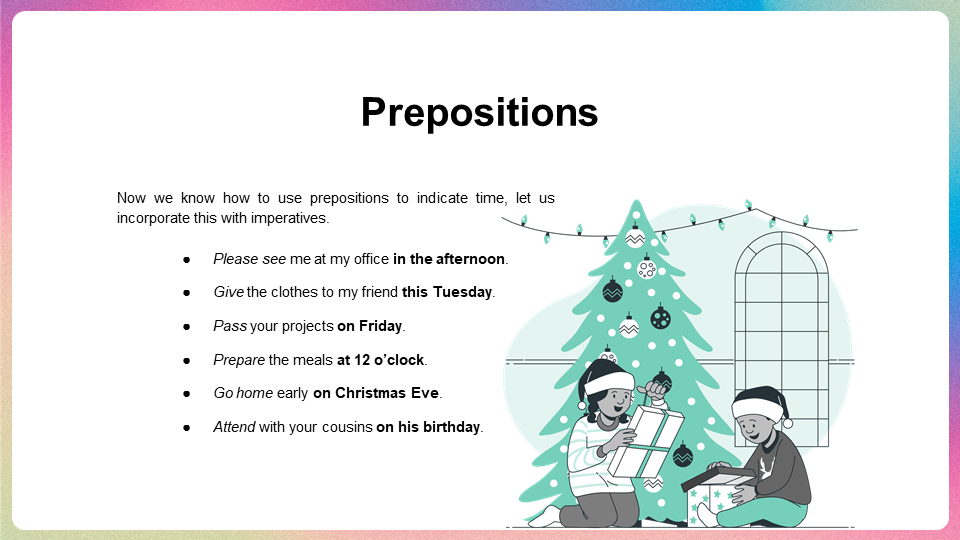 Prepositions
Now we know how to use prepositions to indicate time, let us
incorporate this with imperatives.
● Please see me at my office in the afternoon.
● Give the clothes to my friend this Tuesday.
● Pass your projects on Friday.
● Prepare the meals at 12 o’clock.
● Go home early on Christmas Eve.
● Attend with your cousins on his birthday.